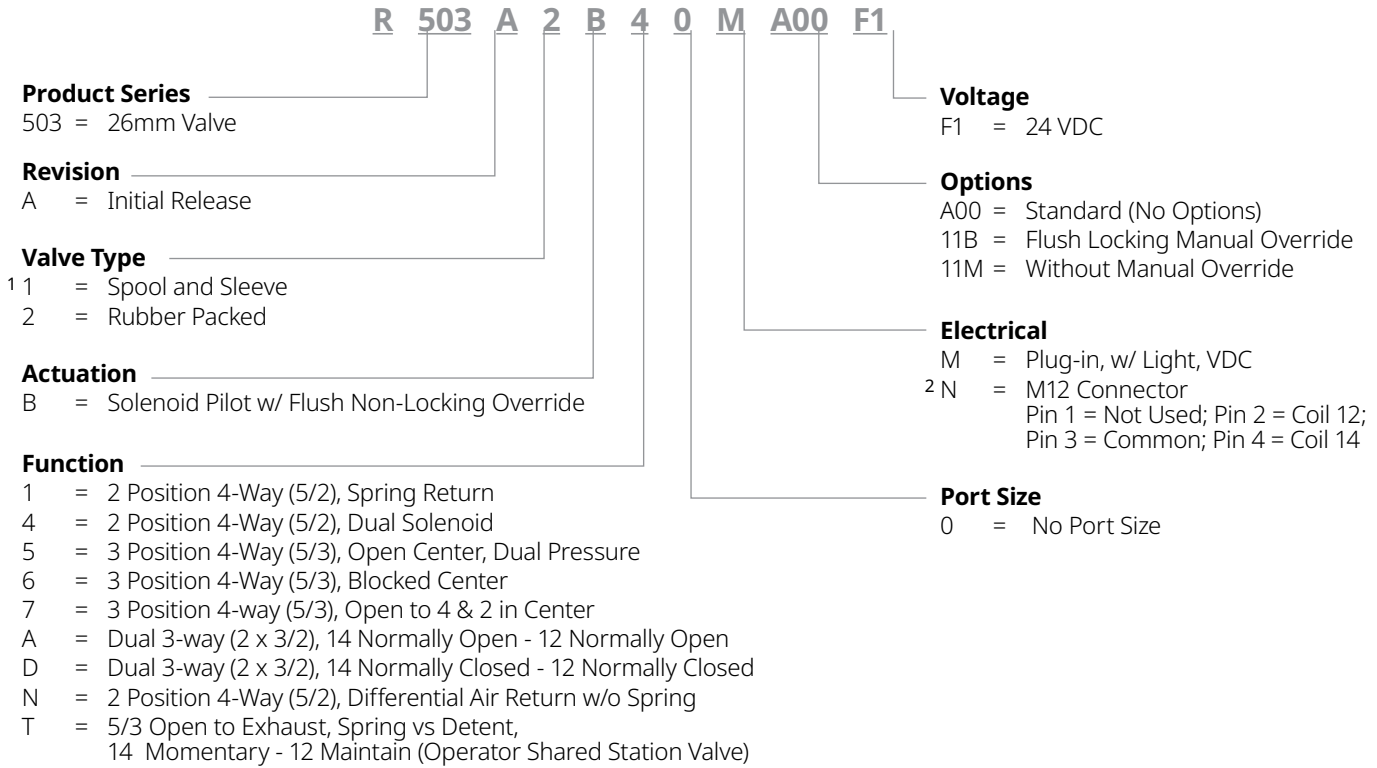 R 503 A 2 B 4 0 M A00 F1
Product Series
503 = 26mm Valve
Revision
A = Initial Release
Valve Type
1 1 = Spool and Sleeve
2 = Rubber Packed
Actuation
B = Solenoid Pilot w/ Flush Non-Locking Override
Function
1 = 2 Position 4-Way (5/2), Spring Return
4 = 2 Position 4-Way (5/2), Dual Solenoid
5 = 3 Position 4-Way (5/3), Open Center, Dual Pressure
6 = 3 Position 4-Way (5/3), Blocked Center
7 = 3 Position 4-way (5/3), Open to 4 & 2 in Center
A = Dual 3-way (2 x 3/2), 14 Normally Open - 12 Normally Open
D = Dual 3-way (2 x 3/2), 14 Normally Closed - 12 Normally Closed
N = 2 Position 4-Way (5/2), Differential Air Return w/o Spring
T = 5/3 Open to Exhaust, Spring vs Detent,
14 Momentary - 12 Maintain (Operator Shared Station Valve)
Voltage
F1 = 24 VDC
Options
A00 = Standard (No Options)
11B = Flush Locking Manual Override
11M = Without Manual Override
Electrical
M = Plug-in, w/ Light, VDC
2 N = M12 Connector
Pin 1 = Not Used; Pin 2 = Coil 12;
Pin 3 = Common; Pin 4 = Coil 14
Port Size
0 = No Port Size